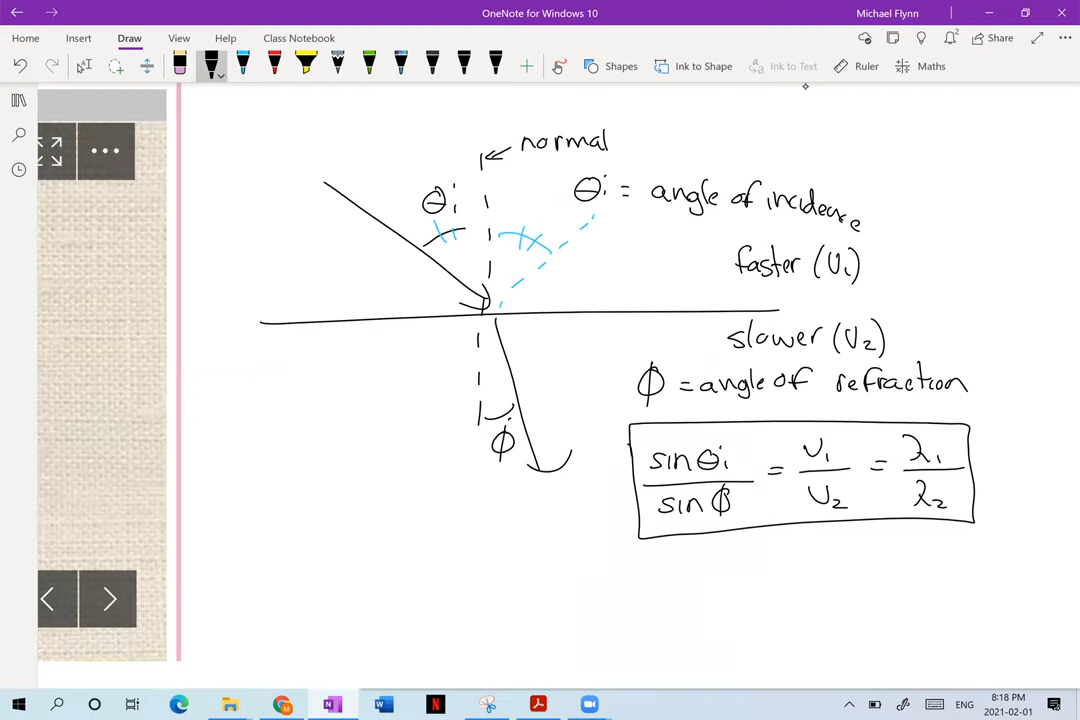 OneNote for Windows 10
Michael Flynn
Home Insert Draw View Help Class Notebook
Share
Shapes Ink to Shape Ink to Text Ruler Maths
normal
θi
θi = angle of incidence
faster (v₁)
slower (v₂)
ϕ = angle of refraction
ϕ
sinθi / sinϕ = v₁ / v₂ = λ₁ / λ₂
ENG
8:18 PM
2021-02-01